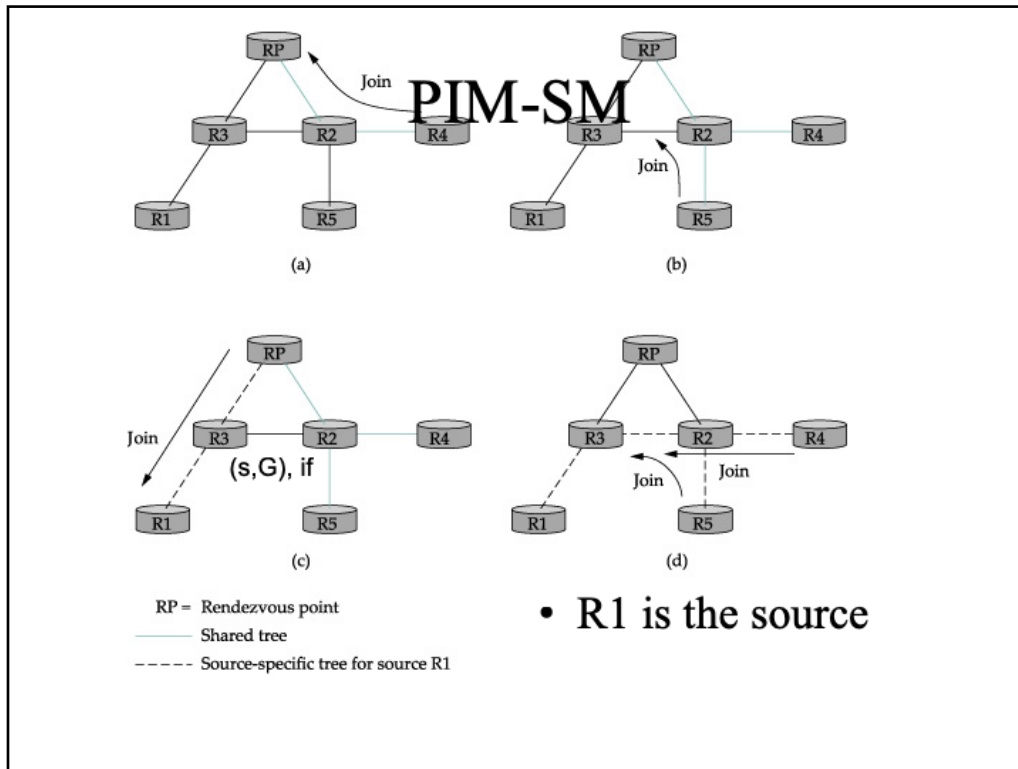 PIM-SM
RP
Join
R3
R2
R4
R1
R5
(a)
RP
R3
R2
R4
Join
R1
R5
(b)
RP
Join
R3
R2
R4
(s,G), if
R1
R5
(c)
RP
R3
R2
R4
Join
Join
R1
R5
(d)
RP = Rendezvous point
Shared tree
Source-specific tree for source R1
• R1 is the source